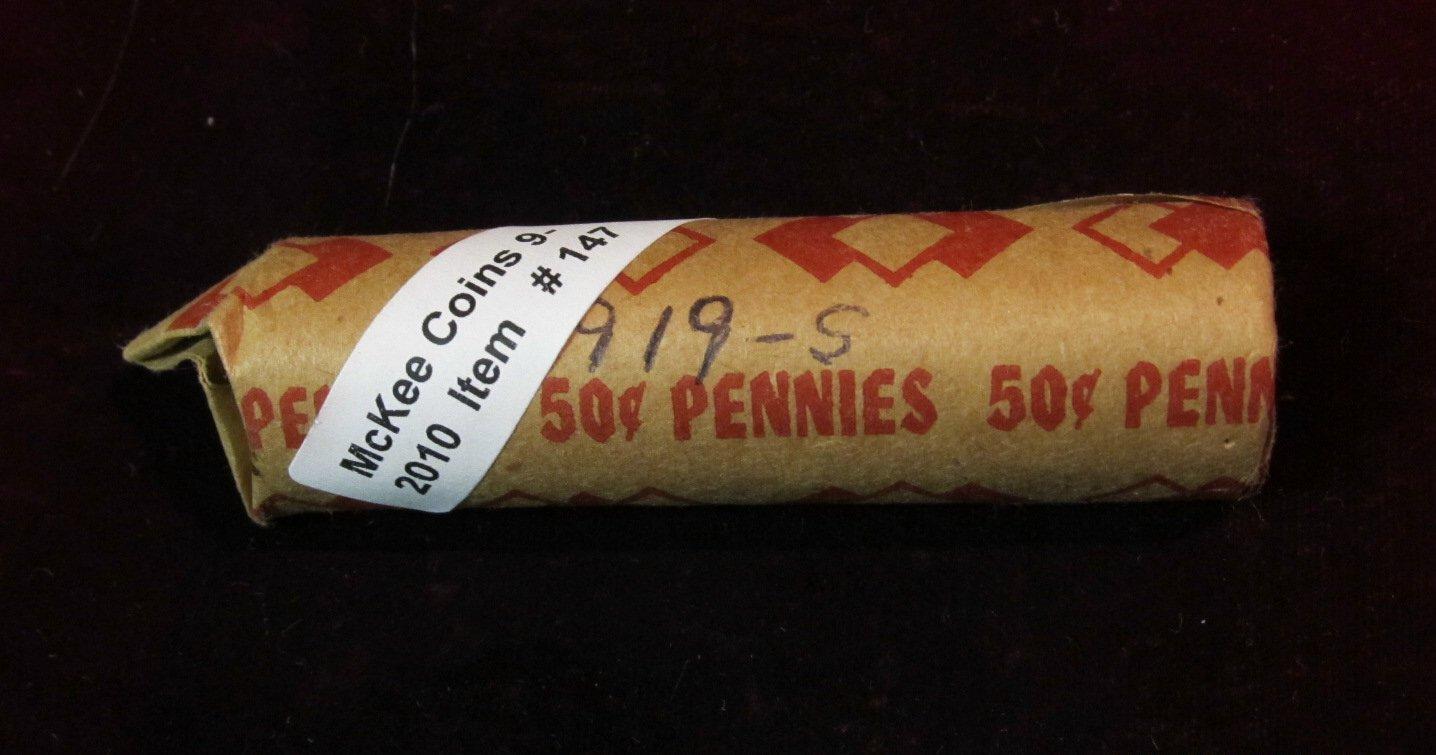 McKee Coins 9-
2010 Item # 147
919-S
PE
50¢ PENNIES 50¢ PENN